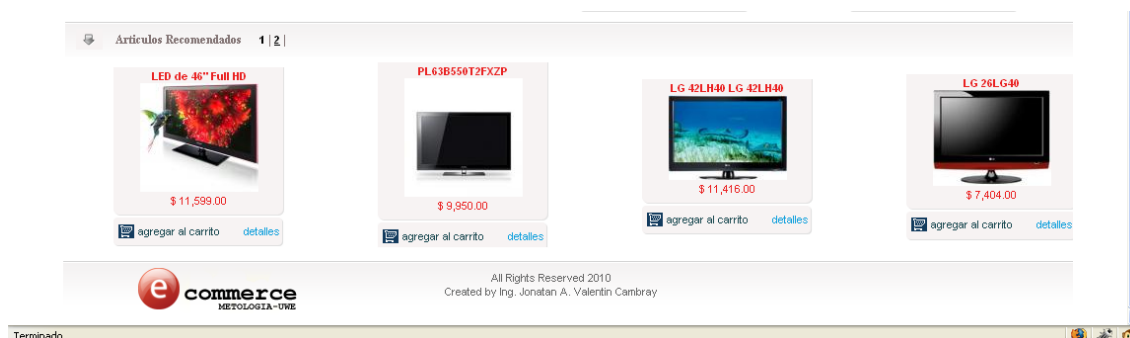 Articulos Recomendados 1 | 2 |
LED de 46" Full HD
$ 11,599.00
agregar al carrito detalles
PL63B550T2FXZP
$ 9,950.00
agregar al carrito detalles
LG 42LH40 LG 42LH40
$ 11,416.00
agregar al carrito detalles
LG 26LG40
$ 7,404.00
agregar al carrito detalles
e commerce
METOLOGIA-UWE
All Rights Reserved 2010
Created by Ing. Jonatan A. Valentin Cambray
Terminado